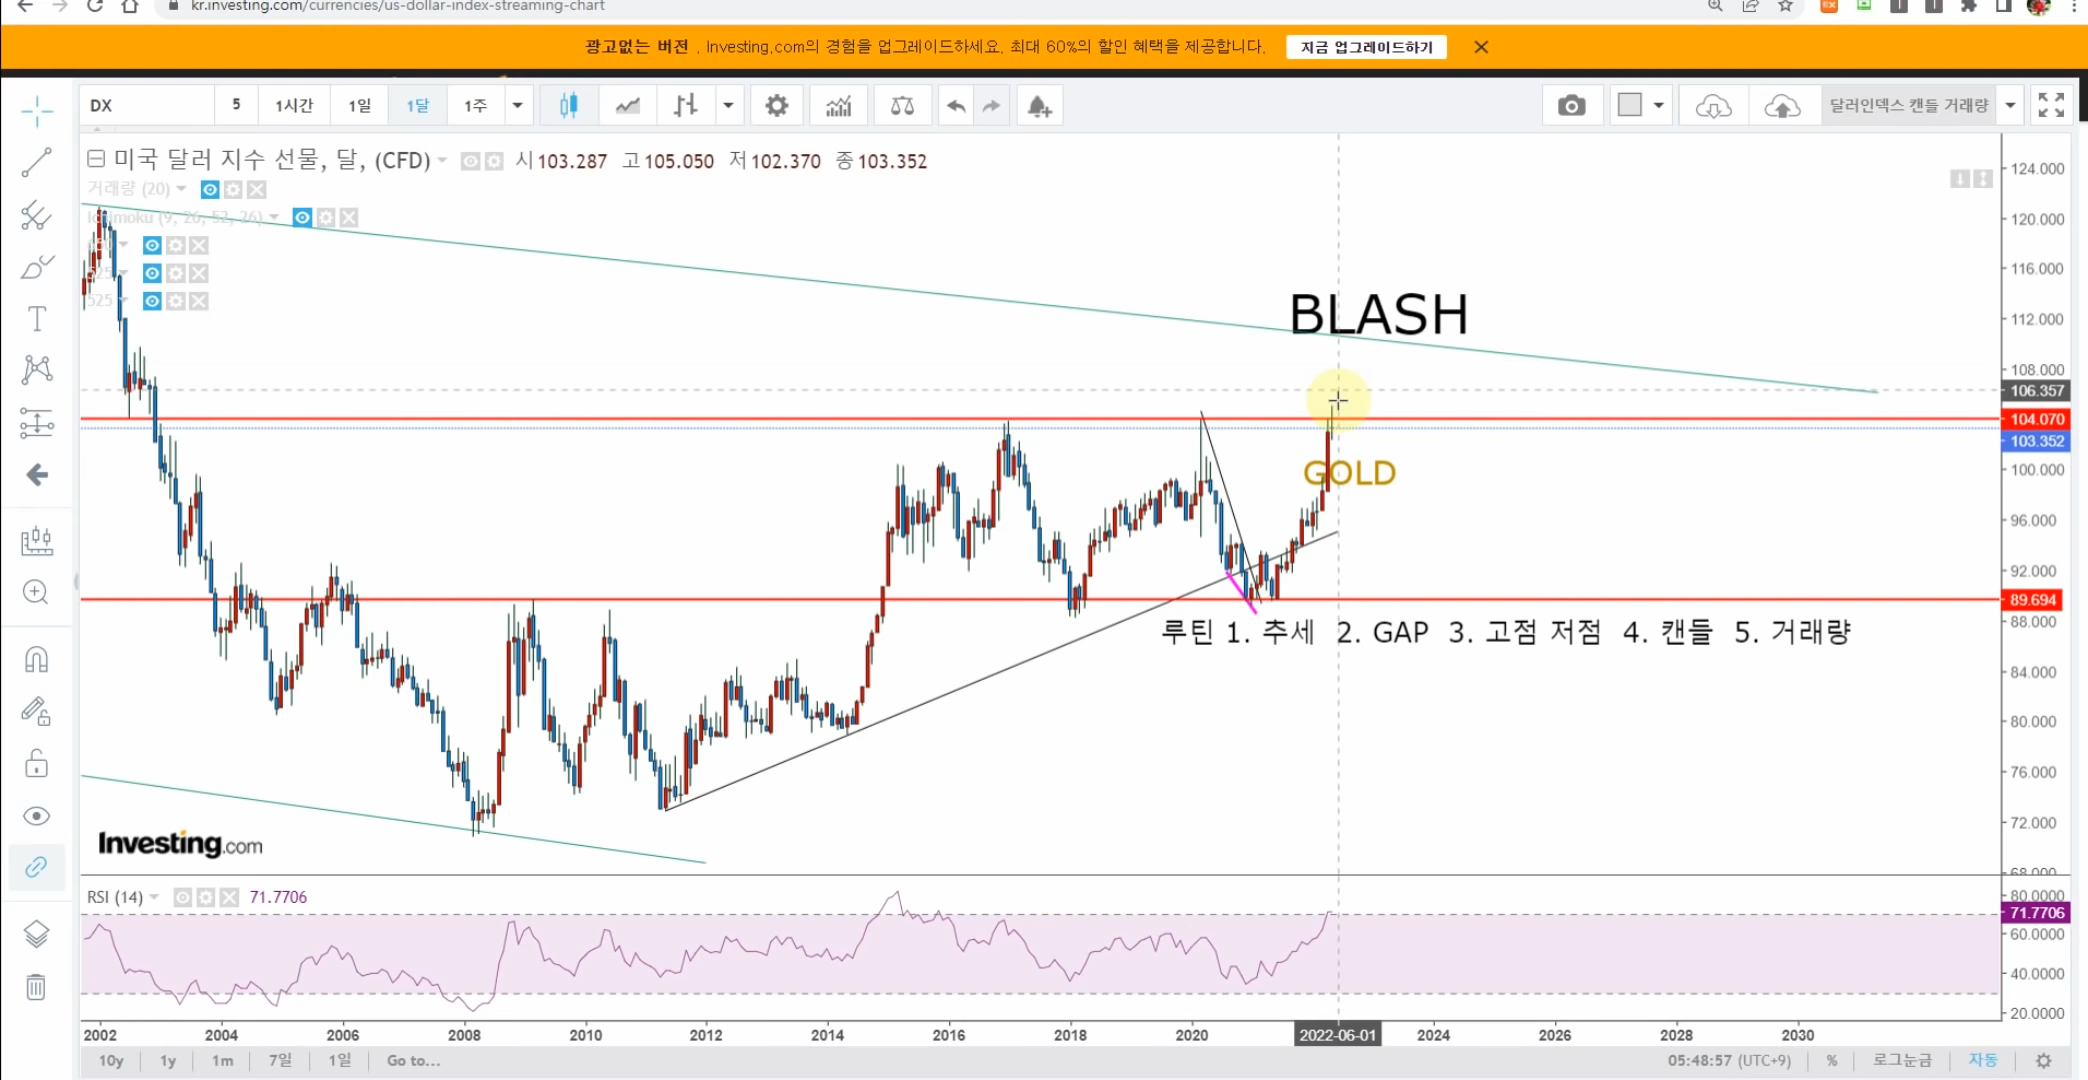 kr.investing.com/currencies/us-dollar-index-streaming-chart
광고없는 버전 . Investing.com의 경험을 업그레이드하세요. 최대 60%의 할인 혜택을 제공합니다. 지금 업그레이드하기
DX 5 1시간 1일 1달 1주 달러인덱스 캔들 거래량
미국 달러 지수 선물, 달, (CFD) 시 103.287 고 105.050 저 102.370 종 103.352
거래량 (20)
Ichimoku (9, 26, 52, 26)
525
525
124.000
120.000
116.000
BLASH
112.000
108.000
106.357
104.070
103.352
GOLD
100.000
96.000
92.000
89.694
88.000
루틴 1. 추세 2. GAP 3. 고점 저점 4. 캔들 5. 거래량
84.000
80.000
76.000
72.000
Investing.com
68.000
RSI (14) 71.7706
80.0000
71.7706
60.0000
40.0000
20.0000
2002 2004 2006 2008 2010 2012 2014 2016 2018 2020 2022-06-01 2024 2026 2028 2030
10y 1y 1m 7일 1일 Go to... 05:48:57 (UTC+9) % 로그눈금 자동